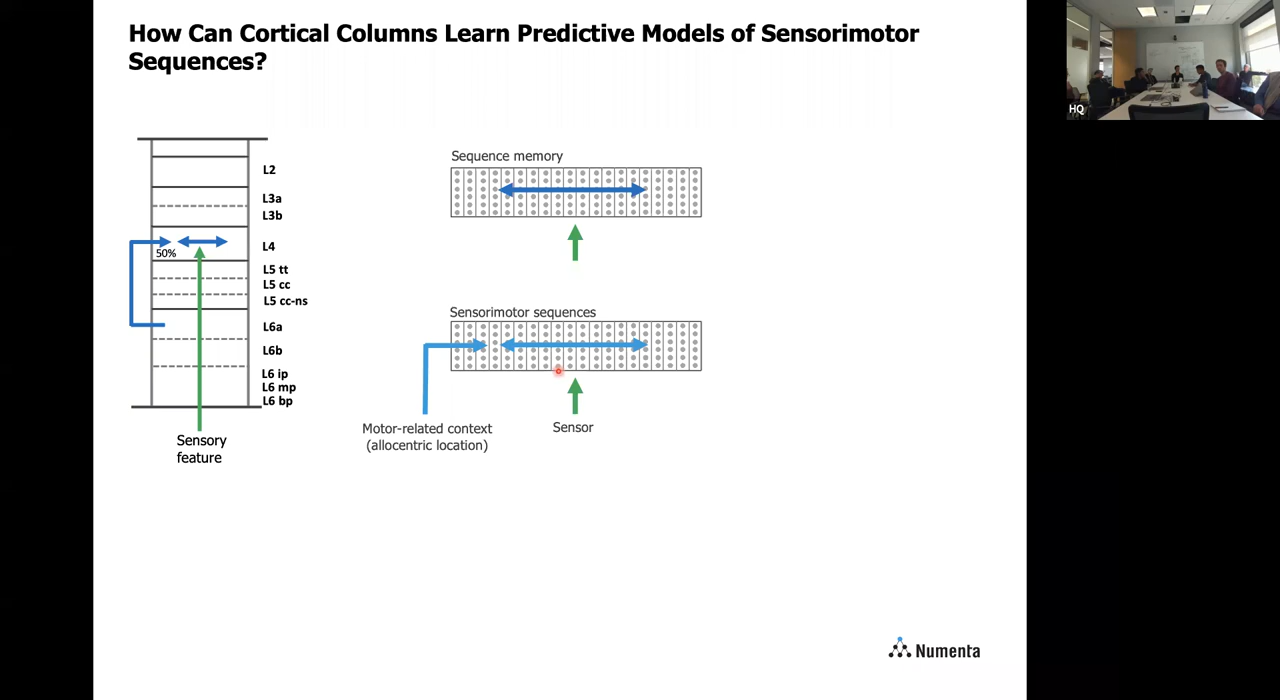 How Can Cortical Columns Learn Predictive Models of Sensorimotor
Sequences?
HQ
L2
L3a
L3b
L4
50%
L5 tt
L5 cc
L5 cc-ns
L6a
L6b
L6 ip
L6 mp
L6 bp
Sensory
feature
Sequence memory
Sensorimotor sequences
Motor-related context
(allocentric location)
Sensor
Numenta